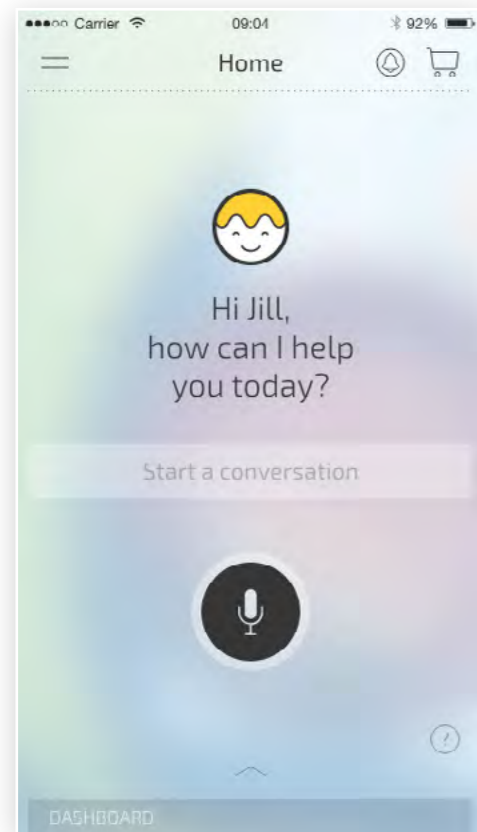 Carrier 09:04 92%
Home
Hi Jill,
how can I help
you today?
Start a conversation
DASHBOARD